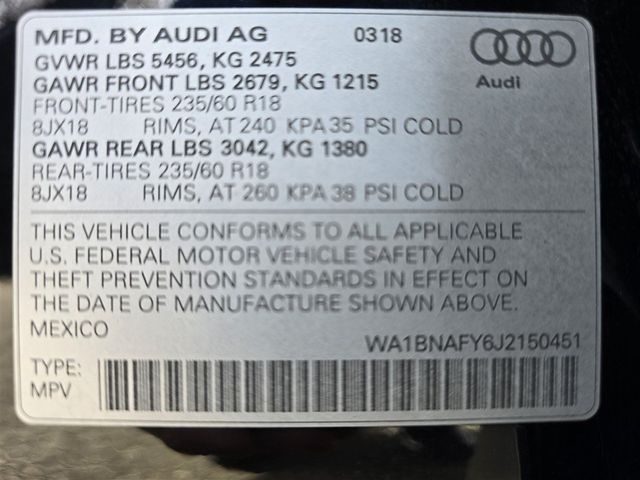 MFD. BY AUDI AG 0318
GVWR LBS 5456, KG 2475
GAWR FRONT LBS 2679, KG 1215
Audi
FRONT-TIRES 235/60 R18
8JX18 RIMS, AT 240 KPA 35 PSI COLD
GAWR REAR LBS 3042, KG 1380
REAR-TIRES 235/60 R18
8JX18 RIMS, AT 260 KPA 38 PSI COLD
THIS VEHICLE CONFORMS TO ALL APPLICABLE
U.S. FEDERAL MOTOR VEHICLE SAFETY AND
THEFT PREVENTION STANDARDS IN EFFECT ON
THE DATE OF MANUFACTURE SHOWN ABOVE.
MEXICO
WA1BNAFY6J2150451
TYPE:
MPV